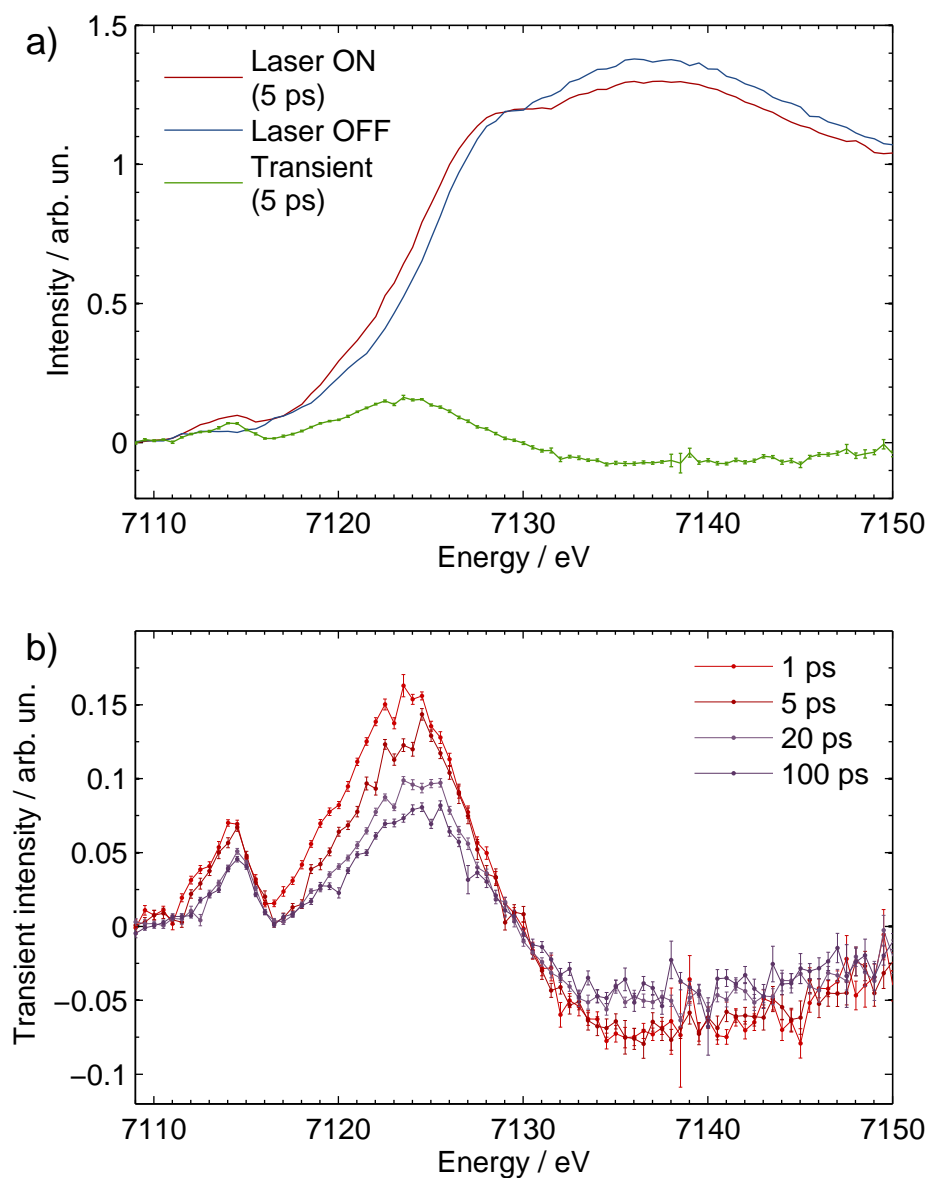 a)
Laser ON
(5 ps)
Laser OFF
Transient
(5 ps)
Intensity / arb. un.
1.5
1
0.5
0
7110 7120 7130 7140 7150
Energy / eV
b)
1 ps
5 ps
20 ps
100 ps
Transient intensity / arb. un.
0.15
0.1
0.05
0
−0.05
−0.1
7110 7120 7130 7140 7150
Energy / eV